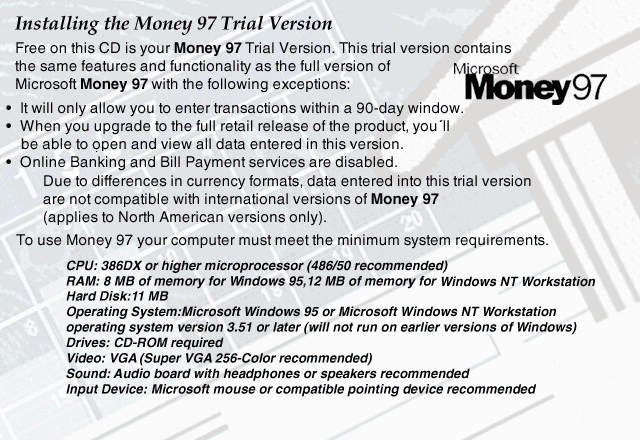 Installing the Money 97 Trial Version
Free on this CD is your Money 97 Trial Version. This trial version contains
the same features and functionality as the full version of
Microsoft Money 97 with the following exceptions:
Microsoft
Money97
• It will only allow you to enter transactions within a 90-day window.
• When you upgrade to the full retail release of the product, you´ll
be able to open and view all data entered in this version.
• Online Banking and Bill Payment services are disabled.
Due to differences in currency formats, data entered into this trial version
are not compatible with international versions of Money 97
(applies to North American versions only).
To use Money 97 your computer must meet the minimum system requirements.
CPU: 386DX or higher microprocessor (486/50 recommended)
RAM: 8 MB of memory for Windows 95,12 MB of memory for Windows NT Workstation
Hard Disk:11 MB
Operating System:Microsoft Windows 95 or Microsoft Windows NT Workstation
operating system version 3.51 or later (will not run on earlier versions of Windows)
Drives: CD-ROM required
Video: VGA (Super VGA 256-Color recommended)
Sound: Audio board with headphones or speakers recommended
Input Device: Microsoft mouse or compatible pointing device recommended
20
18
8